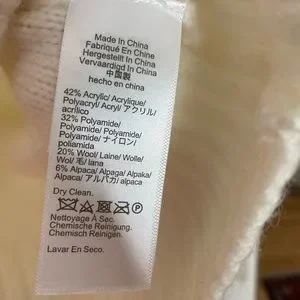 Made In China
Fabriqué En Chine
Hergestellt In China
Vervaardigd In China
中国製
hecho en china
42% Acrylic/ Acrylique/
Polyacryl/ Acryl/ アクリル/
acrílico
32% Polyamide/
Polyamide/ Polyamid/
Polyamide/ ナイロン/
poliamida
20% Wool/ Laine/ Wolle/
Wol/ 毛/ lana
6% Alpaca/ Alpaga/ Alpaka/
Alpaca/ アルパカ/ alpaca
Dry Clean.
Nettoyage À Sec.
Chemische Reinigung.
Chemisch Reinigen.
Lavar En Seco.